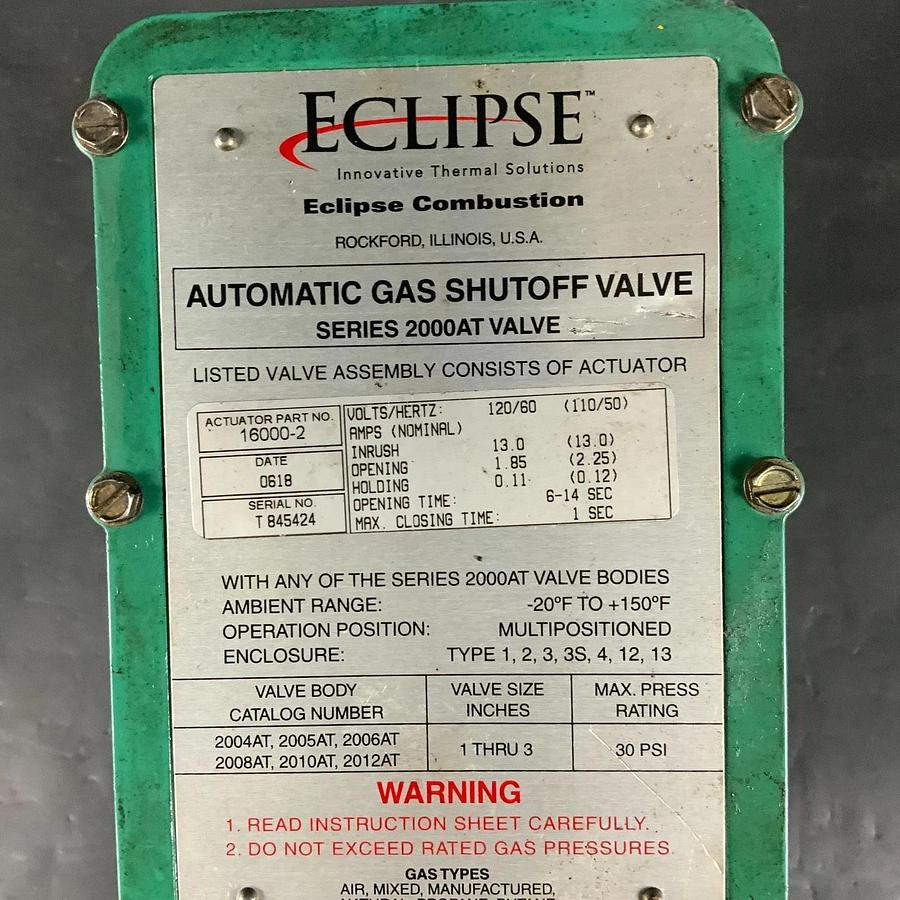 ECLIPSE™
Innovative Thermal Solutions
Eclipse Combustion
ROCKFORD, ILLINOIS, U.S.A.
AUTOMATIC GAS SHUTOFF VALVE
SERIES 2000AT VALVE
LISTED VALVE ASSEMBLY CONSISTS OF ACTUATOR
ACTUATOR PART NO.
16000-2
DATE
0618
SERIAL NO.
T 845424
VOLTS/HERTZ: 120/60 (110/50)
AMPS (NOMINAL)
INRUSH 13.0 (13.0)
OPENING 1.85 (2.25)
HOLDING 0.11 (0.12)
OPENING TIME: 6-14 SEC
MAX. CLOSING TIME: 1 SEC
WITH ANY OF THE SERIES 2000AT VALVE BODIES
AMBIENT RANGE: -20ºF TO +150ºF
OPERATION POSITION: MULTIPOSITIONED
ENCLOSURE: TYPE 1, 2, 3, 3S, 4, 12, 13
VALVE BODY
CATALOG NUMBER
VALVE SIZE
INCHES
MAX. PRESS
RATING
2004AT, 2005AT, 2006AT
2008AT, 2010AT, 2012AT
1 THRU 3
30 PSI
WARNING
1. READ INSTRUCTION SHEET CAREFULLY.
2. DO NOT EXCEED RATED GAS PRESSURES.
GAS TYPES
AIR, MIXED, MANUFACTURED,